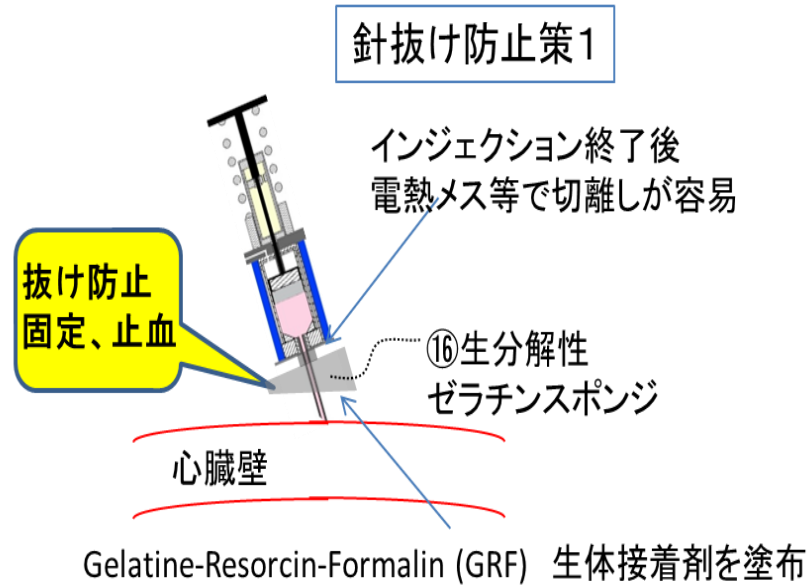 針抜け防止策1
インジェクション終了後
電熱メス等で切離しが容易
抜け防止
固定、止血
⑯生分解性
ゼラチンスポンジ
心臓壁
Gelatine-Resorcin-Formalin (GRF) 生体接着剤を塗布